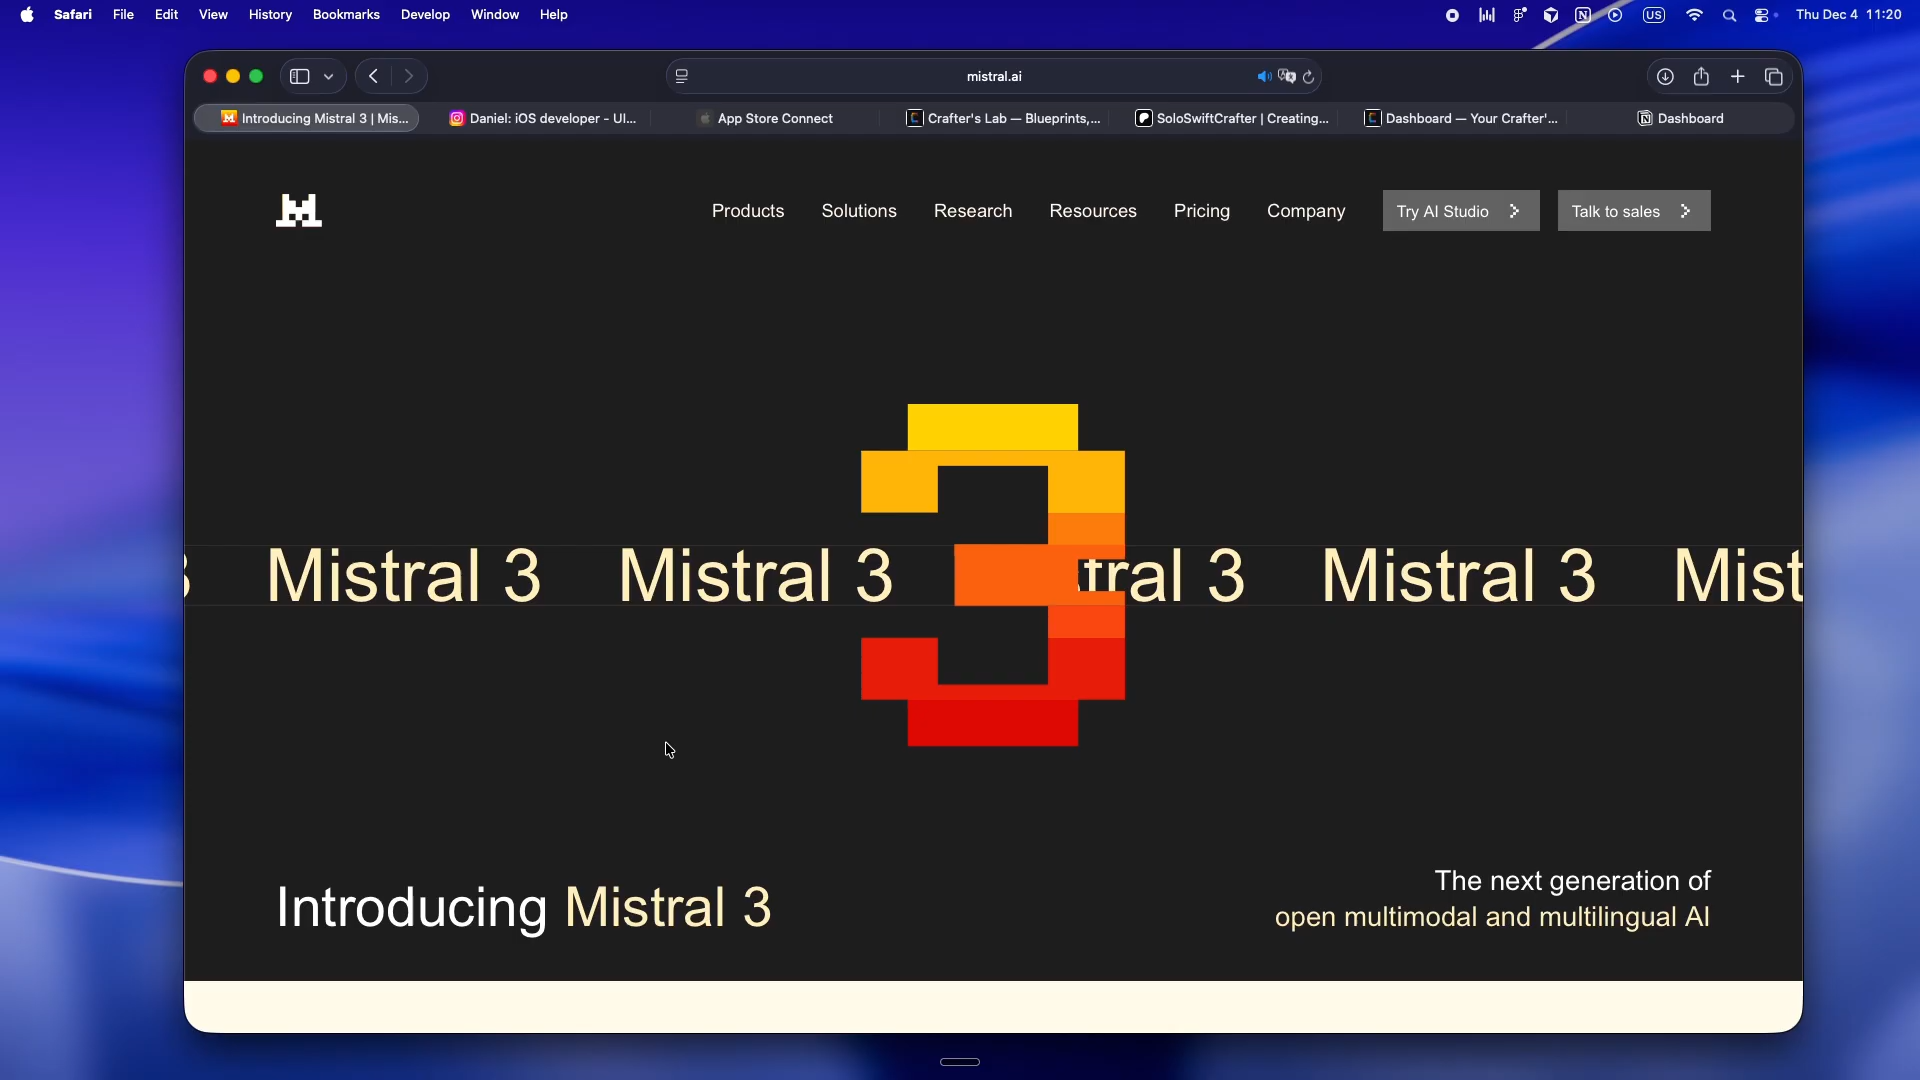 Safari File Edit View History Bookmarks Develop Window Help
US Thu Dec 4 11:20
mistral.ai
Introducing Mistral 3 | Mis...
Daniel: iOS developer - UI...
App Store Connect
Crafter's Lab — Blueprints,...
SoloSwiftCrafter | Creating...
Dashboard — Your Crafter'...
Dashboard
Products Solutions Research Resources Pricing Company Try AI Studio Talk to sales
3 Mistral 3 Mistral 3 tral 3 Mistral 3 Mist
Introducing Mistral 3
The next generation of
open multimodal and multilingual AI